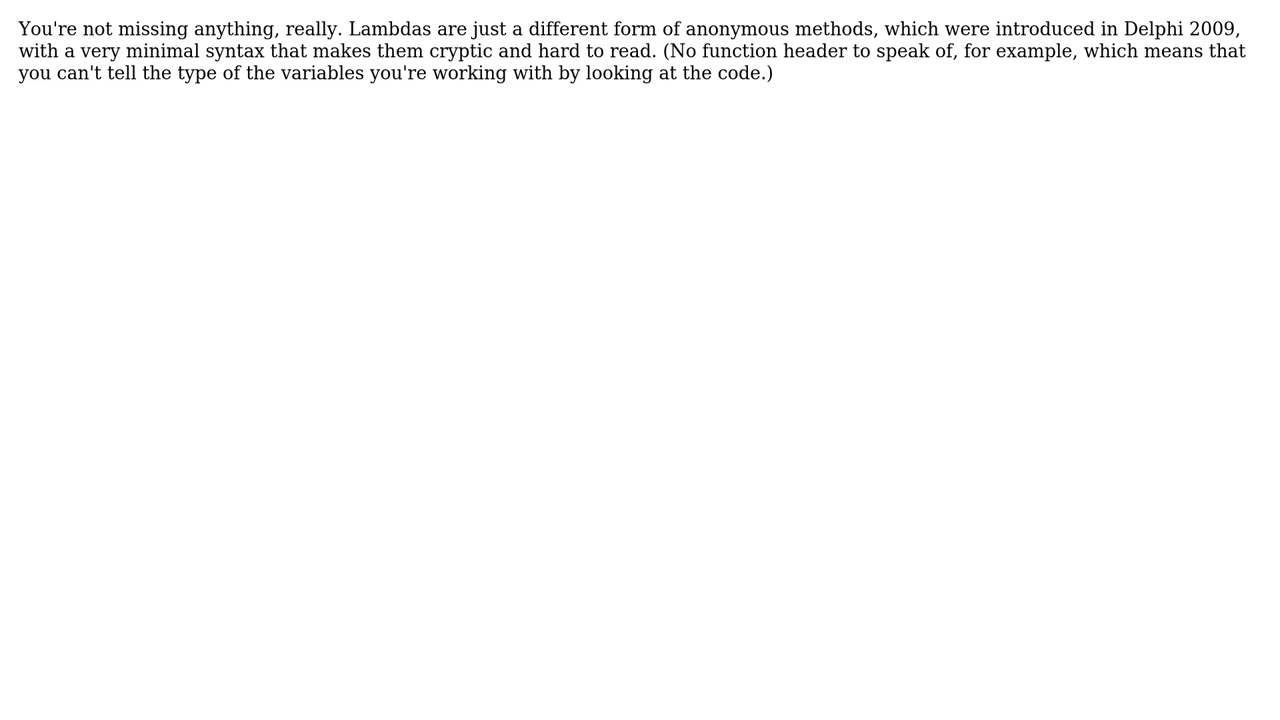 You're not missing anything, really. Lambdas are just a different form of anonymous methods, which were introduced in Delphi 2009,
with a very minimal syntax that makes them cryptic and hard to read. (No function header to speak of, for example, which means that
you can't tell the type of the variables you're working with by looking at the code.)